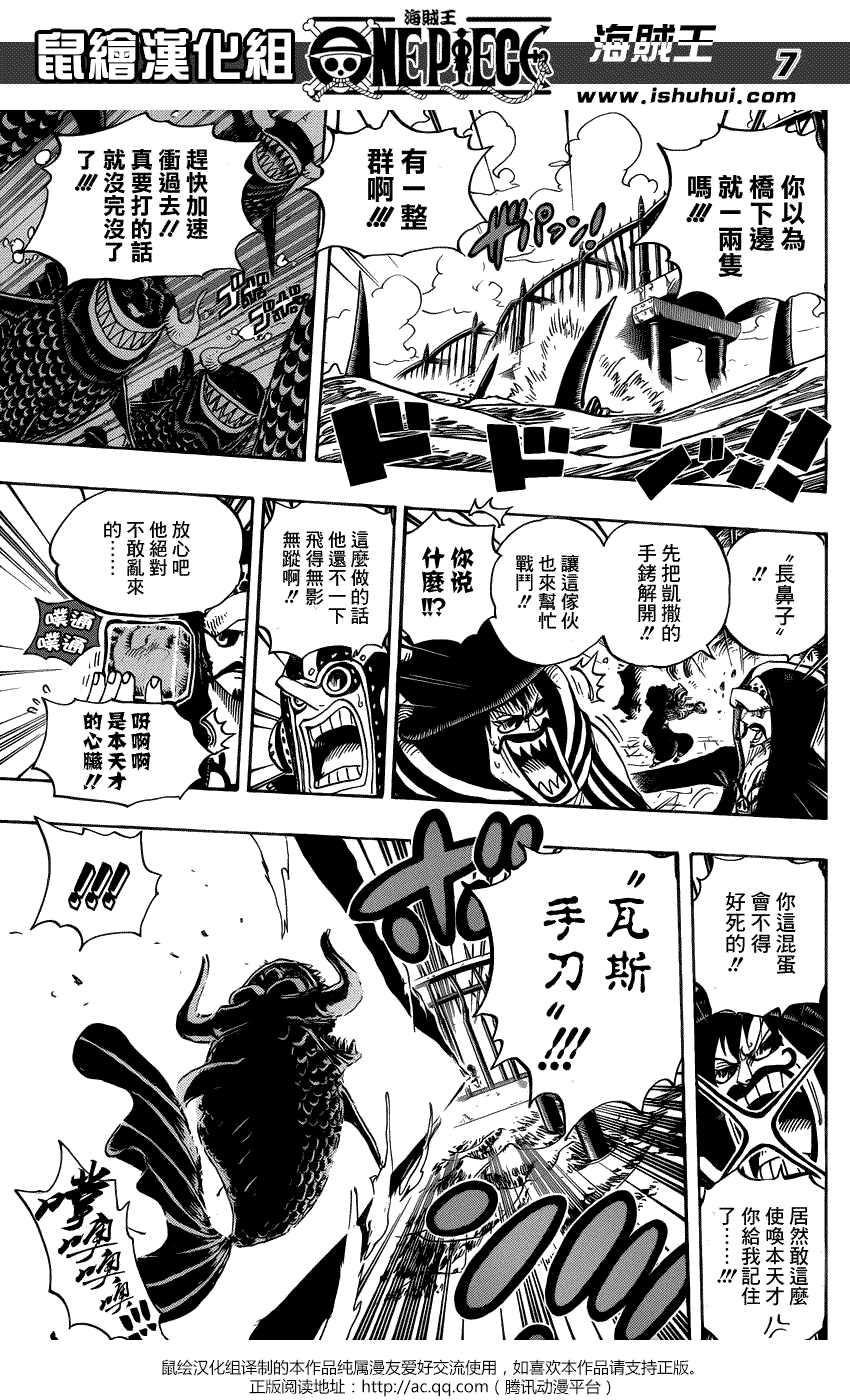 鼠繪漢化組
海賊王
ONE PIECE
海賊王
7
www.ishuhui.com
你以為
橋下邊
就一兩隻
嗎!!!
有一整
群啊!!!
ザバァン!
ドドドン!!
趕快加速
衝過去!!
真要打的話
就沒完沒了
了!!!
“長鼻子”
先把凱撒的
手銬解開!!
讓這傢伙
也來幫忙
戰鬥!!
你说
什麼!!?
這麼做的話
他還不一下
飛得無影
無蹤啊!!
放心吧
他絕對
不敢亂來
的……
噗通
噗通
呀啊啊
是本天才
的心臟!!
你這混蛋
會不得
好死的!!
居然敢這麼
使喚本天才
你給我記住
了……!!!
“瓦斯
手刀”!!!
!!!
鼠绘汉化组译制的本作品纯属漫友爱好交流使用，如喜欢本作品请支持正版。
正版阅读地址：http://ac.qq.com（腾讯动漫平台）